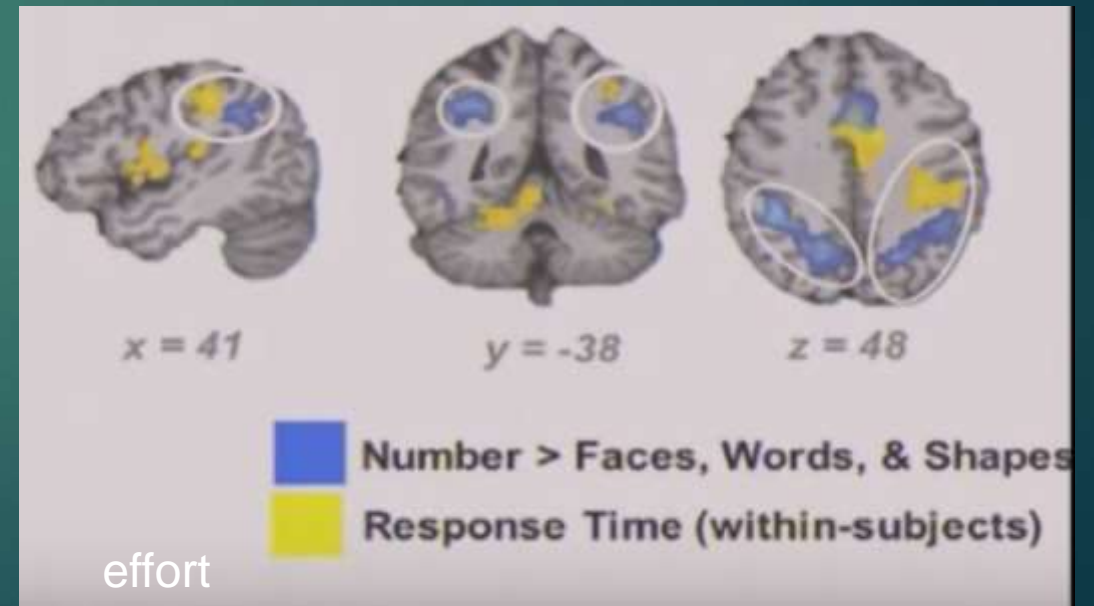 x = 41
y = -38
z = 48
Number > Faces, Words, & Shapes
Response Time (within-subjects)
effort